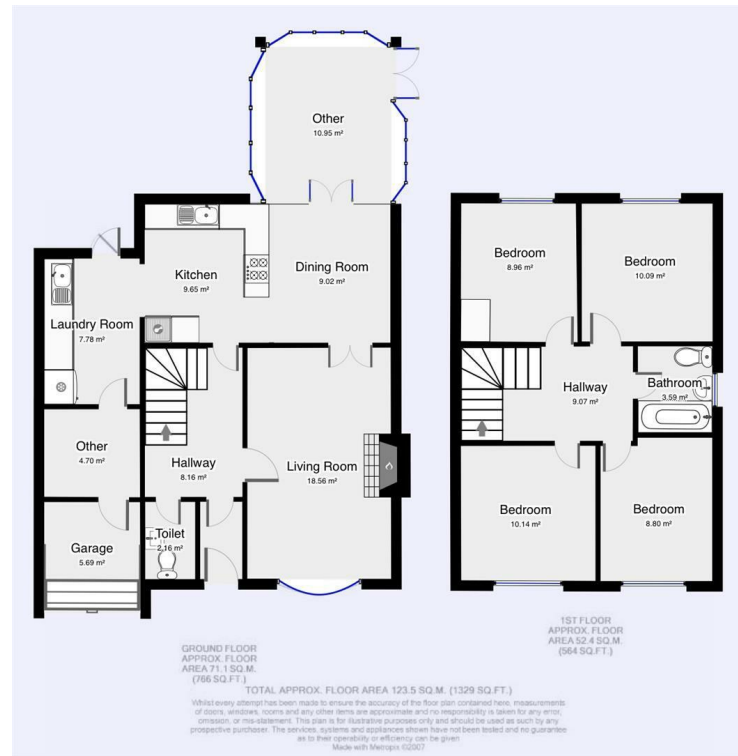 Other
10.95 m²
Kitchen
9.65 m²
Dining Room
9.02 m²
Laundry Room
7.78 m²
Other
4.70 m²
Hallway
8.16 m²
Living Room
18.56 m²
Garage
5.69 m²
Toilet
2.16 m²
Bedroom
8.96 m²
Bedroom
10.09 m²
Hallway
9.07 m²
Bathroom
3.59 m²
Bedroom
10.14 m²
Bedroom
8.80 m²
GROUND FLOOR
APPROX. FLOOR
AREA 71.1 SQ.M.
(766 SQ.FT.)
1ST FLOOR
APPROX. FLOOR
AREA 52.4 SQ.M.
(564 SQ.FT.)
TOTAL APPROX. FLOOR AREA 123.5 SQ.M. (1329 SQ.FT.)
Whilst every attempt has been made to ensure the accuracy of the floor plan contained here, measurements
of doors, windows, rooms and any other items are approximate and no responsibility is taken for any error,
omission, or mis-statement. This plan is for illustrative purposes only and should be used as such by any
prospective purchaser. The services, systems and appliances shown have not been tested and no guarantee
as to their operability or efficiency can be given
Made with Metropix ©2007